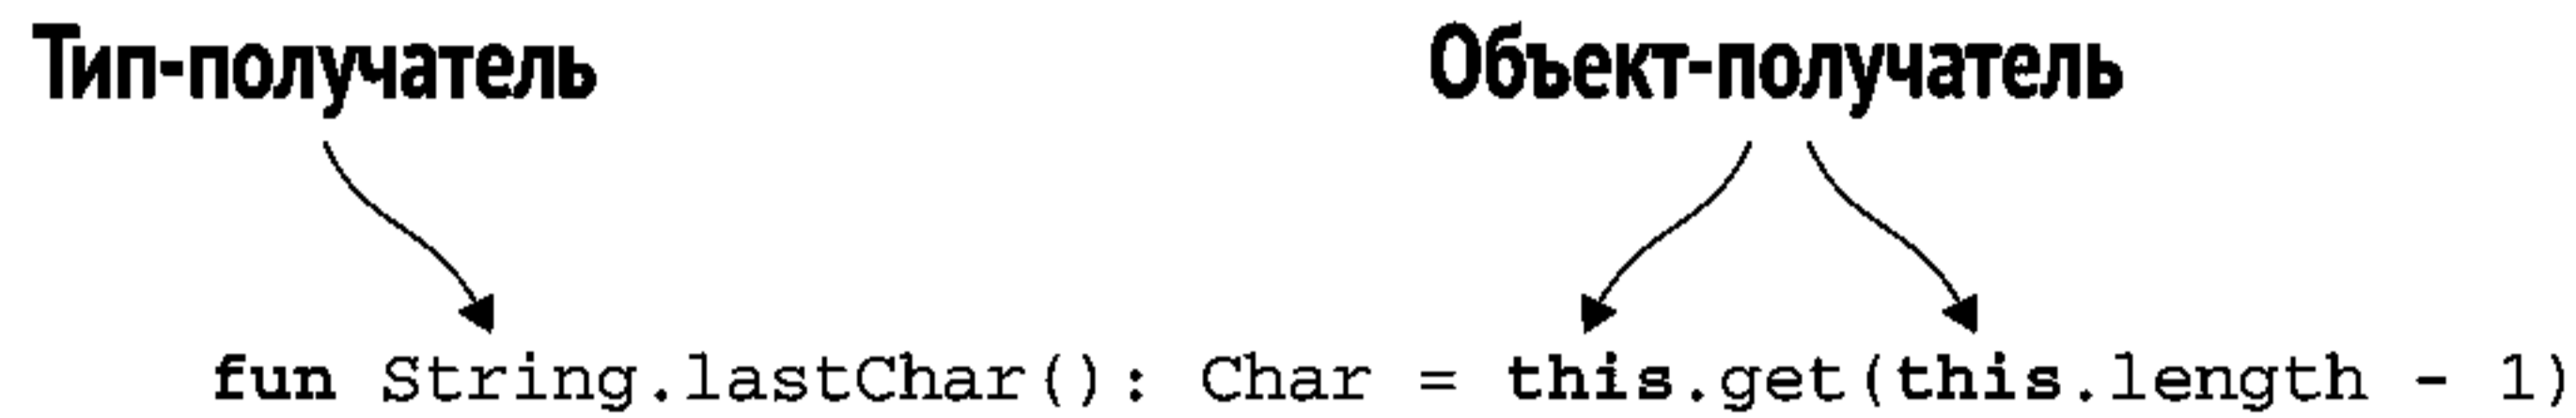 Тип-получатель Объект-получатель
fun String.lastChar(): Char = this.get(this.length - 1)